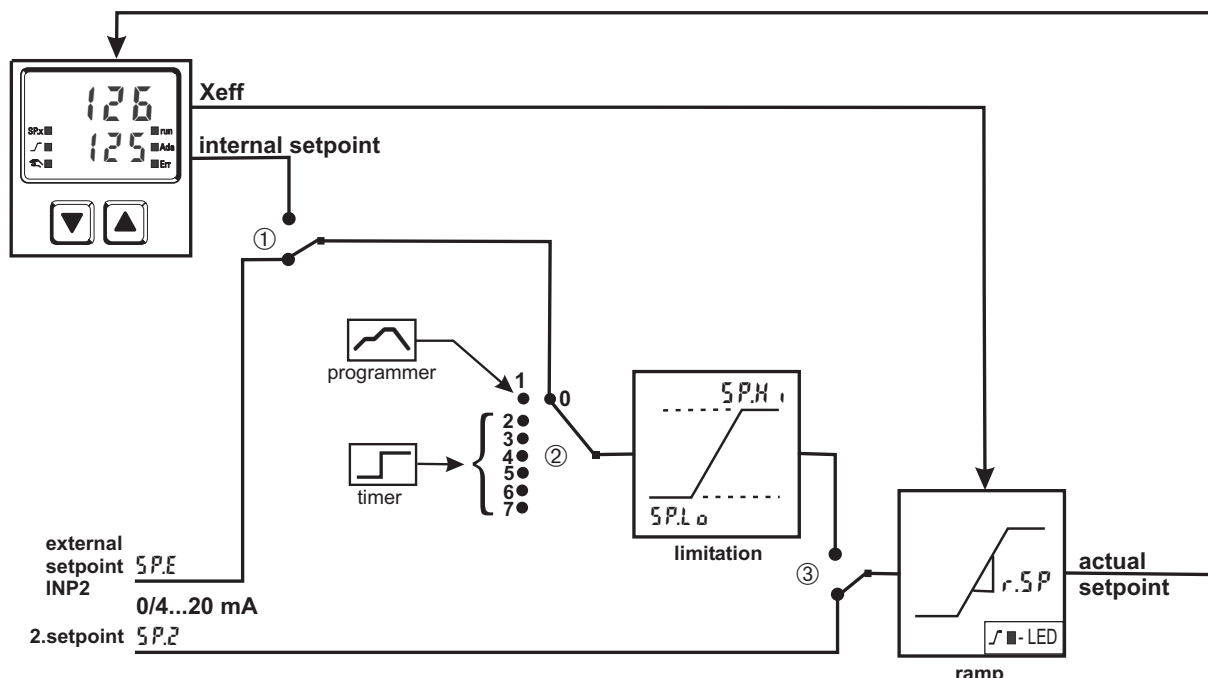 126
SP.x
run
125
Ada
Err
Xeff
internal setpoint
①
programmer
1
0
2
3
4
5
6
7
②
timer
SP.Hi
SP.Lo
limitation
external
setpoint SP.E
INP2
0/4...20 mA
2.setpoint SP.2
③
r.SP
- LED
ramp
actual
setpoint